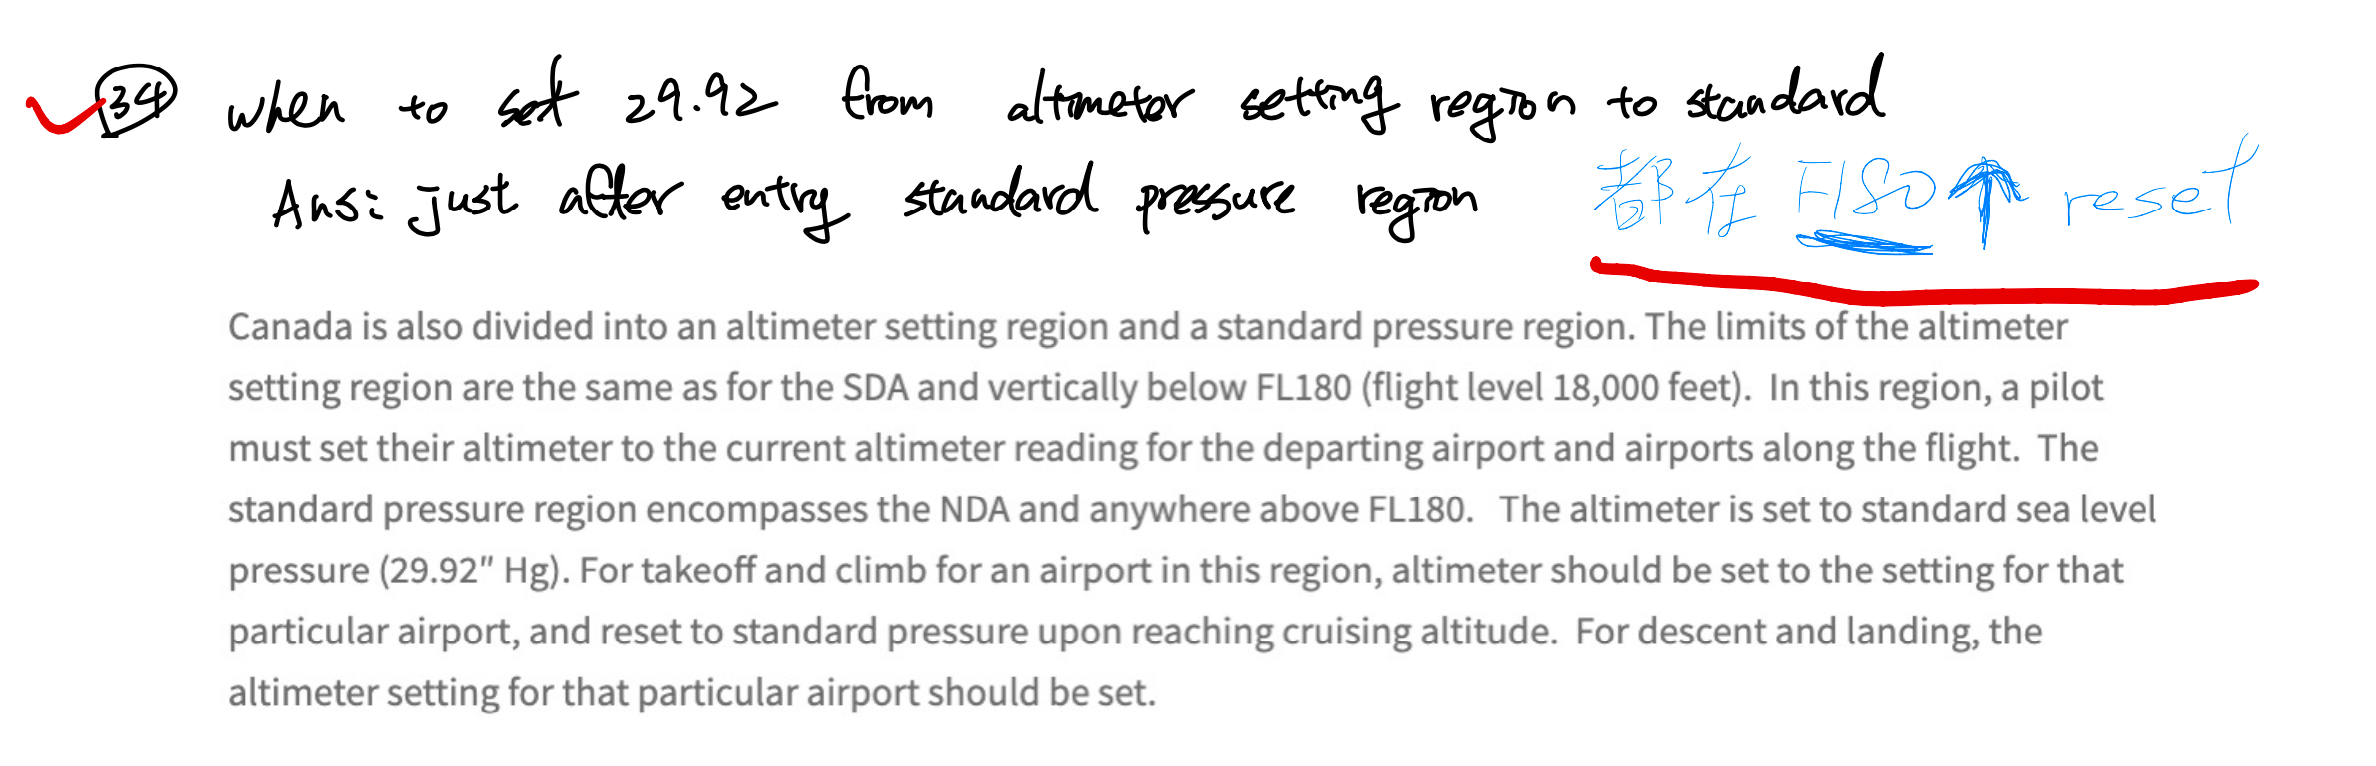 34 when to set 29.92 from altimeter setting region to standard
Ans: just after entry standard pressure region 都在 F180 ↑ reset
Canada is also divided into an altimeter setting region and a standard pressure region. The limits of the altimeter
setting region are the same as for the SDA and vertically below FL180 (flight level 18,000 feet). In this region, a pilot
must set their altimeter to the current altimeter reading for the departing airport and airports along the flight. The
standard pressure region encompasses the NDA and anywhere above FL180. The altimeter is set to standard sea level
pressure (29.92″ Hg). For takeoff and climb for an airport in this region, altimeter should be set to the setting for that
particular airport, and reset to standard pressure upon reaching cruising altitude. For descent and landing, the
altimeter setting for that particular airport should be set.